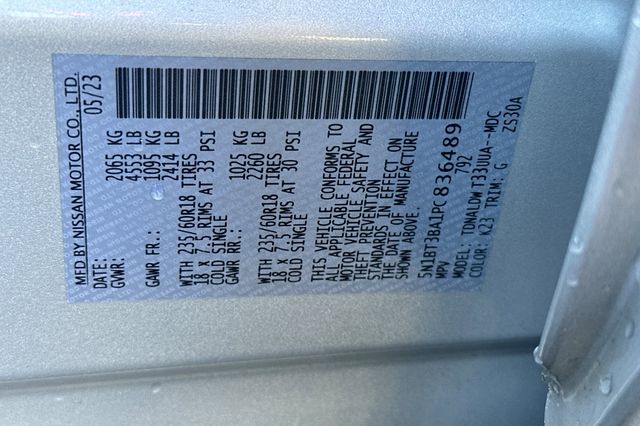 MFD BY NISSAN MOTOR CO., LTD.
DATE: 05/23
GVWR: 2065 KG
4553 LB
GAWR FR.: 1095 KG
2414 LB
WITH 235/60R18 TIRES
18 X 7.5 RIMS AT 33 PSI
COLD SINGLE
GAWR RR.: 1025 KG
2260 LB
WITH 235/60R18 TIRES
18 X 7.5 RIMS AT 30 PSI
COLD SINGLE
THIS VEHICLE CONFORMS TO
ALL APPLICABLE FEDERAL
MOTOR VEHICLE SAFETY AND
THEFT PREVENTION
STANDARDS IN EFFECT ON
THE DATE OF MANUFACTURE
SHOWN ABOVE.
5N1BT3BA1PC836489
MPV 792
MODEL: TDNALDW T33UUA--MDC
COLOR: K23 TRIM: G ZS30A